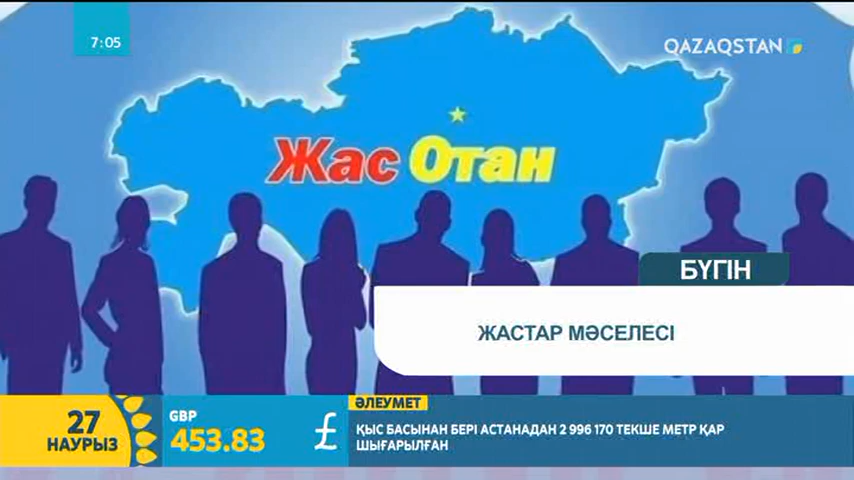 7:05
QAZAQSTAN
Жас Отан
БҮГІН
ЖАСТАР МӘСЕЛЕСІ
27
НАУРЫЗ
GBP
453.83
£
ӘЛЕУМЕТ
ҚЫС БАСЫНАН БЕРІ АСТАНАДАН 2 996 170 ТЕКШЕ МЕТР ҚАР
ШЫҒАРЫЛҒАН